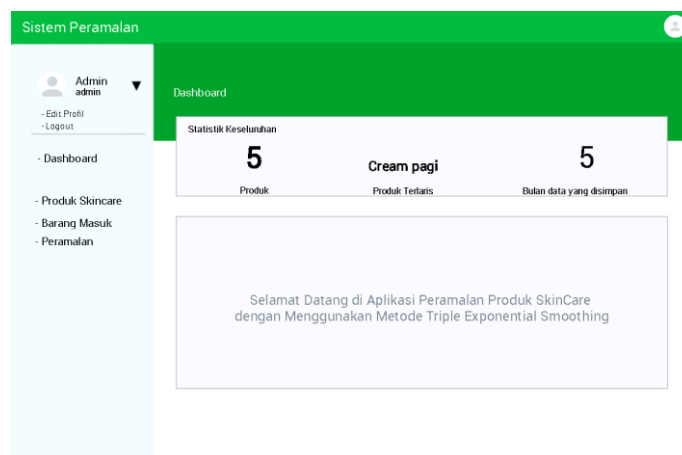 Sistem Peramalan
Admin
admin
▼
- Edit Profil
- Logout
- Dashboard
- Produk Skincare
- Barang Masuk
- Peramalan
Dashboard
Statistik Keseluruhan
5
Cream pagi
5
Produk
Produk Terlaris
Bulan data yang disimpan
Selamat Datang di Aplikasi Peramalan Produk SkinCare
dengan Menggunakan Metode Triple Exponential Smoothing